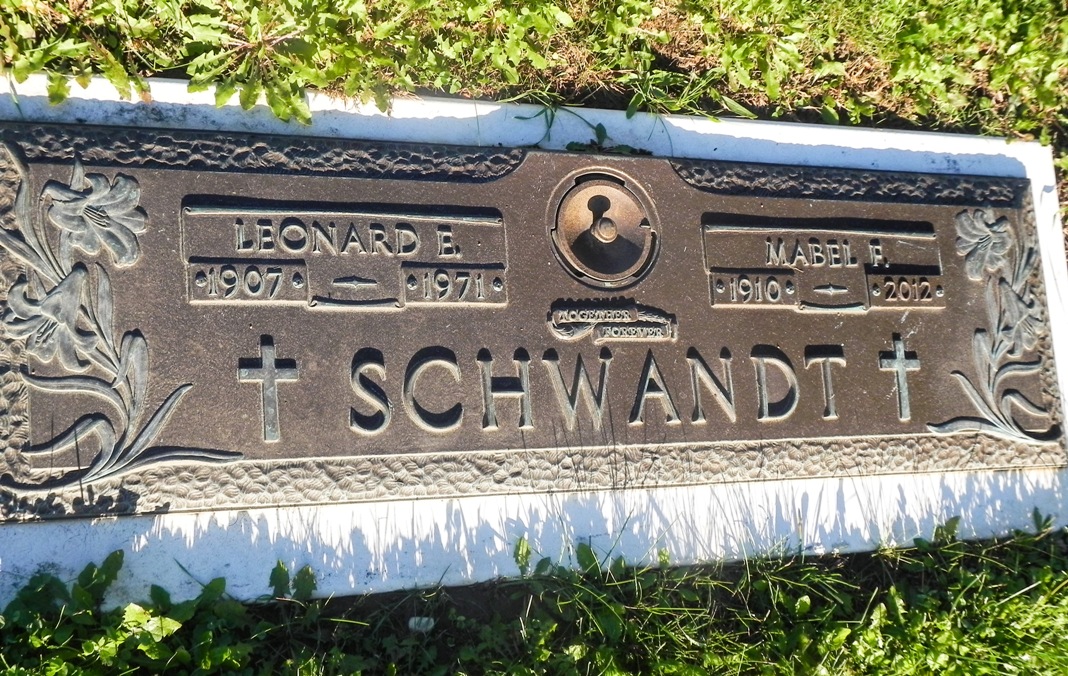 LEONARD E.
1907 1971
MABEL F.
1910 2012
TOGETHER
FOREVER
SCHWANDT